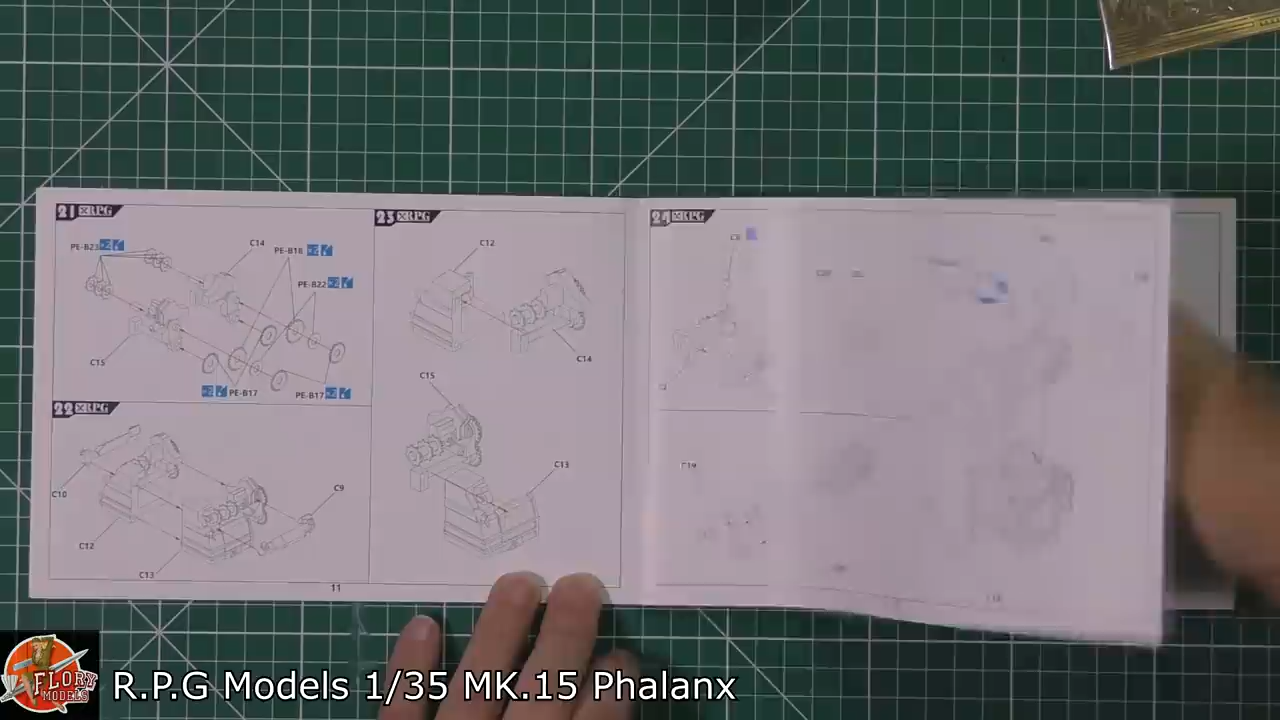 21 RPG
PE-B23
C14
PE-B18
PE-B22
C15
PE-B17
PE-B17
22 RPG
C10
C9
C12
C13
11
23 RPG
C12
C14
C15
C13
24 RPG
C19
FLORY
MODELS
R.P.G Models 1/35 MK.15 Phalanx